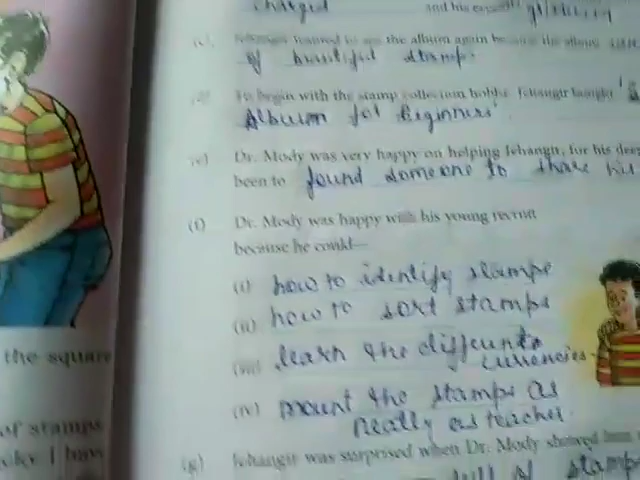 charged and his
(c) wanted to see the album again because the album
of beautiful stamps.
(d) To begin with the stamp collection hobby, Jehangir bought
Album for Beginners'
(e) Dr. Mody was very happy on helping Jehangir, for his
been to found someone to share his
(f) Dr. Mody was happy with his young recruit
because he could—
(i) how to identify stamps
(ii) how to sort stamps
(iii) learn the different
currencies.
(iv) mount the stamps as
neatly as teacher
(g) Jehangir was surprised when Dr. Mody showed him
full of stamps
the square
of stamps